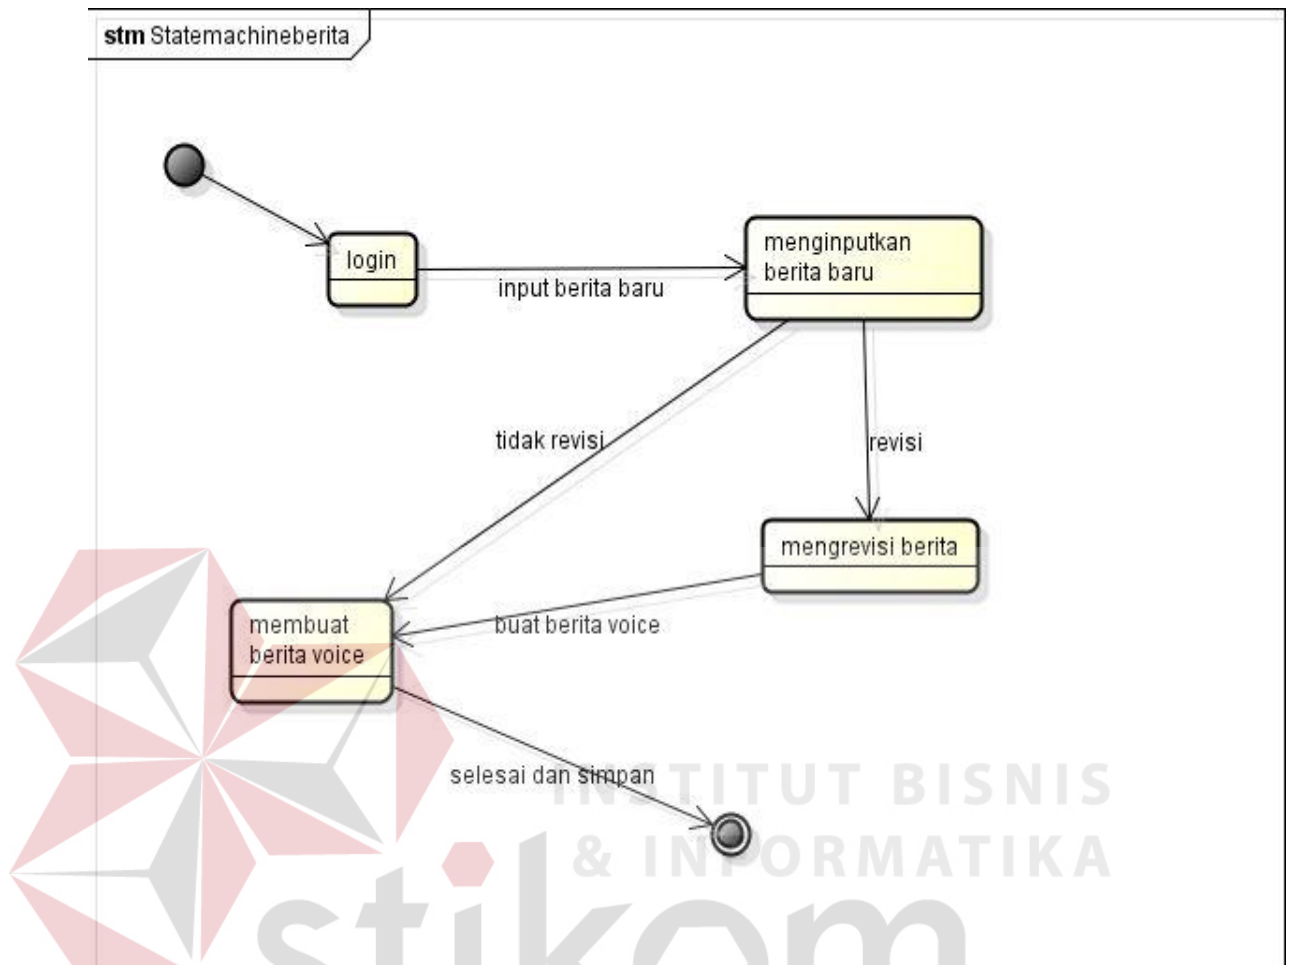 stm Statemachineberita
login
input berita baru
menginputkan
berita baru
tidak revisi
revisi
mengrevisi berita
membuat
berita voice
buat berita voice
selesai dan simpan
INSTITUT BISNIS
& INFORMATIKA
stikom